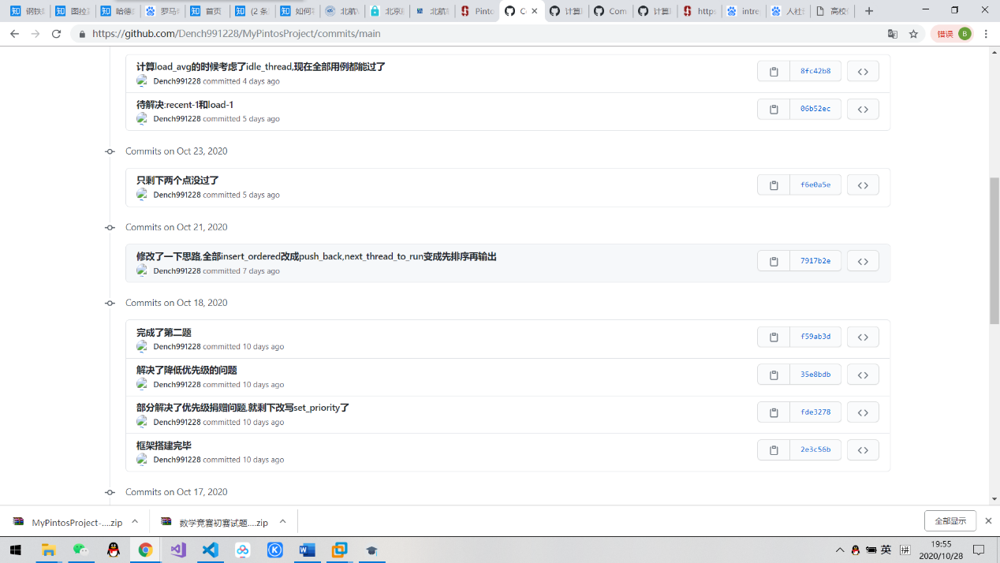 钢铁
图拉
哈德
罗马
首页
(2 条
如何
北航
北京
北航
Pinto
Co
计算
Com
计算
https
intre
人社
高校
https://github.com/Dench991228/MyPintosProject/commits/main
错误 B
计算load_avg的时候考虑了idle_thread,现在全部用例都能过了
8fc42b8
Dench991228 committed 4 days ago
待解决:recent-1和load-1
06b52ec
Dench991228 committed 5 days ago
Commits on Oct 23, 2020
只剩下两个点没过了
f6e0a5e
Dench991228 committed 5 days ago
Commits on Oct 21, 2020
修改了一下思路,全部insert_ordered改成push_back,next_thread_to_run变成先排序再输出
7917b2e
Dench991228 committed 7 days ago
Commits on Oct 18, 2020
完成了第二题
f59ab3d
Dench991228 committed 10 days ago
解决了降低优先级的问题
35e8bdb
Dench991228 committed 10 days ago
部分解决了优先级捐赠问题,就剩下改写set_priority了
fde3278
Dench991228 committed 10 days ago
框架搭建完毕
2e3c56b
Dench991228 committed 10 days ago
Commits on Oct 17, 2020
MyPintosProject-....zip
数学竞赛初赛试题....zip
全部显示
英
拼
19:55
2020/10/28